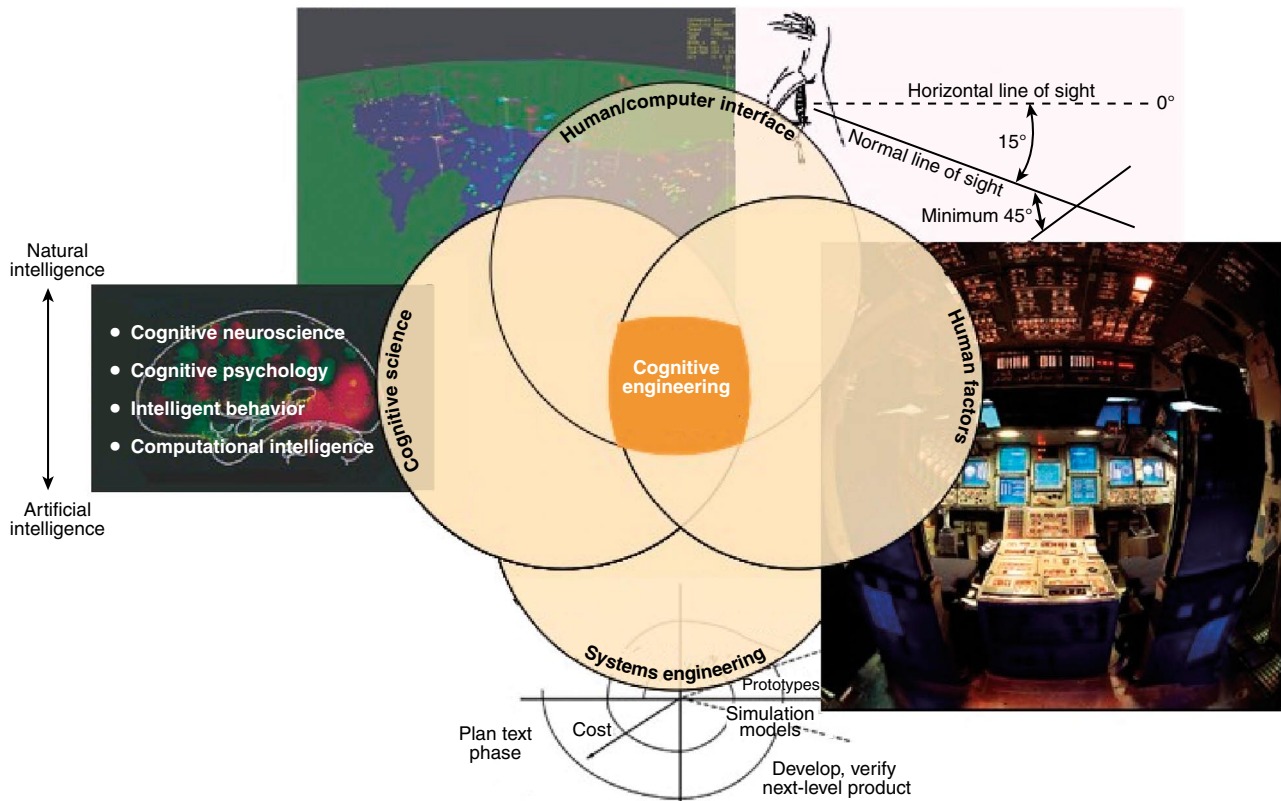 Human/computer interface
Horizontal line of sight
0°
15°
Normal line of sight
Minimum 45°
Natural
intelligence
• Cognitive neuroscience
• Cognitive psychology
• Intelligent behavior
• Computational intelligence
Artificial
intelligence
Cognitive science
Cognitive
engineering
Human factors
Systems engineering
Prototypes
Simulation
models
Cost
Plan text
phase
Develop, verify
next-level product